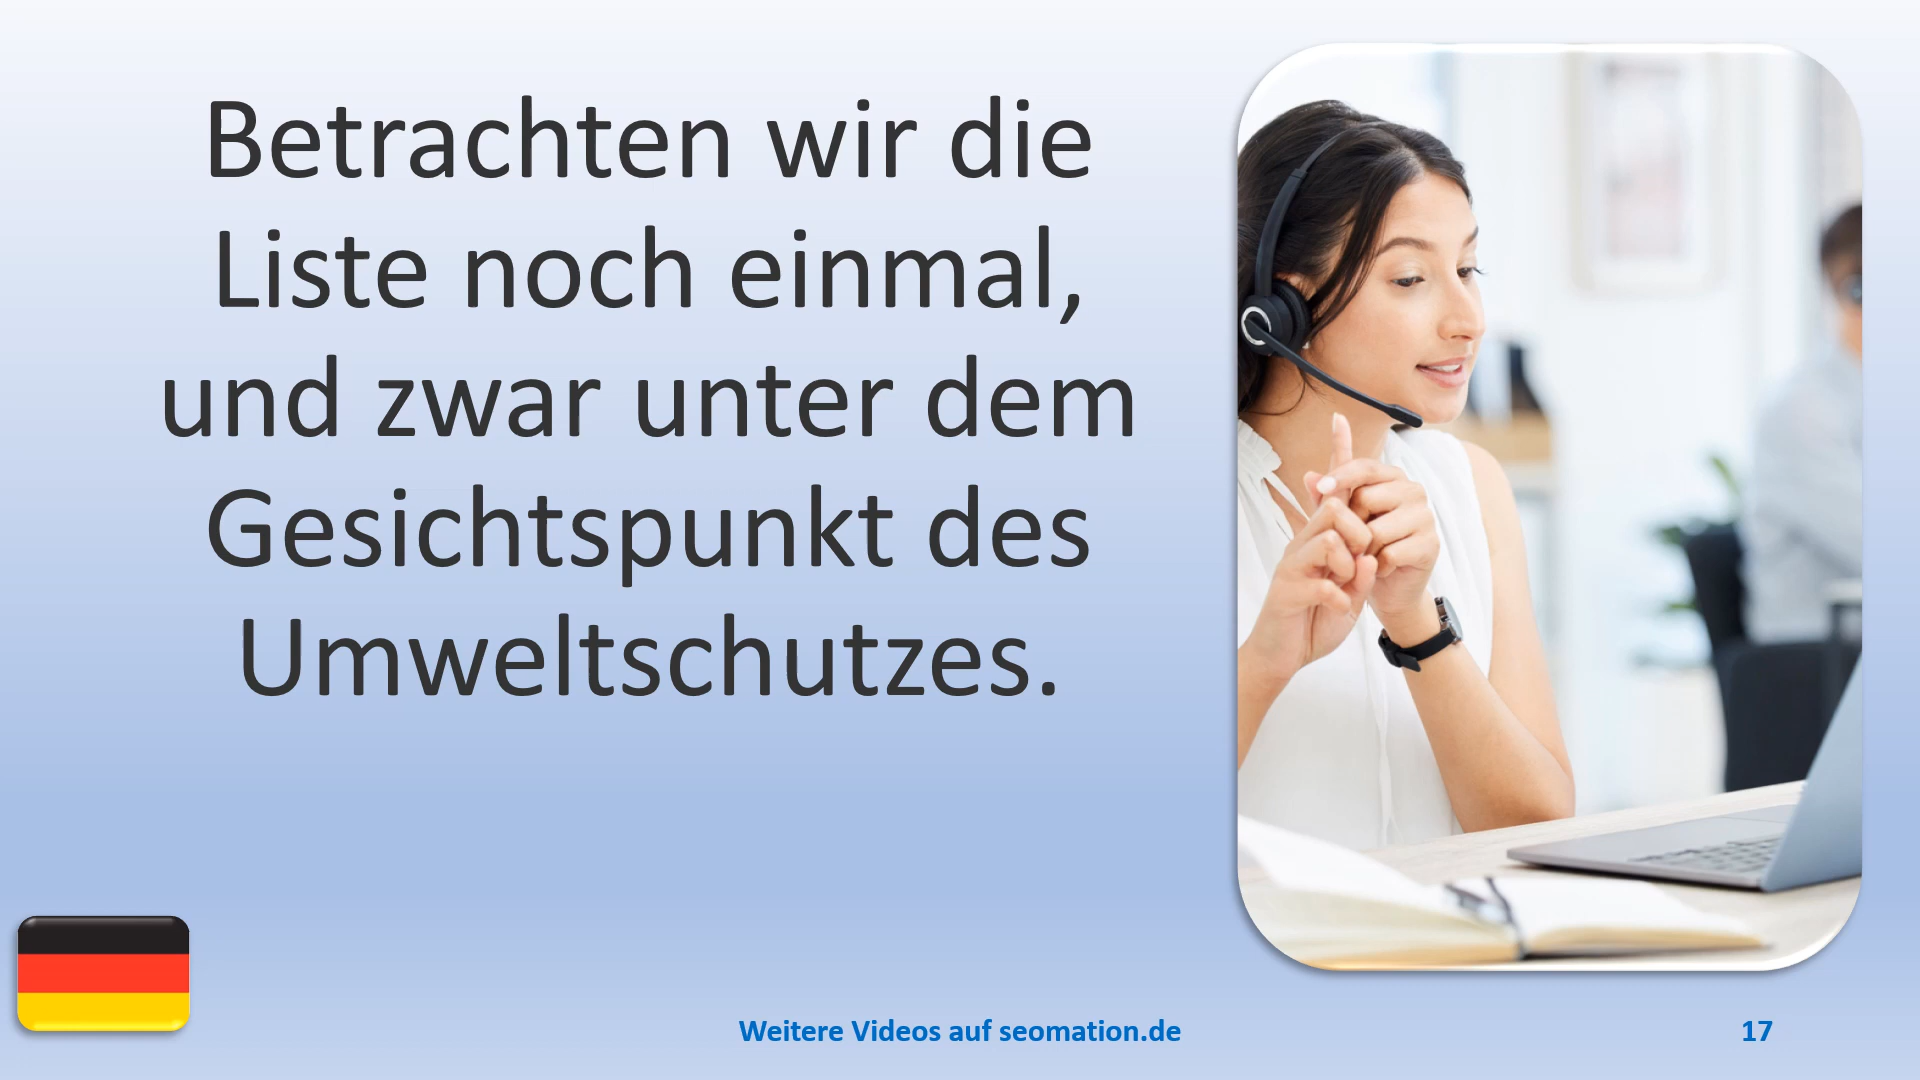 Betrachten wir die
Liste noch einmal,
und zwar unter dem
Gesichtspunkt des
Umweltschutzes.
Weitere Videos auf seomation.de
17